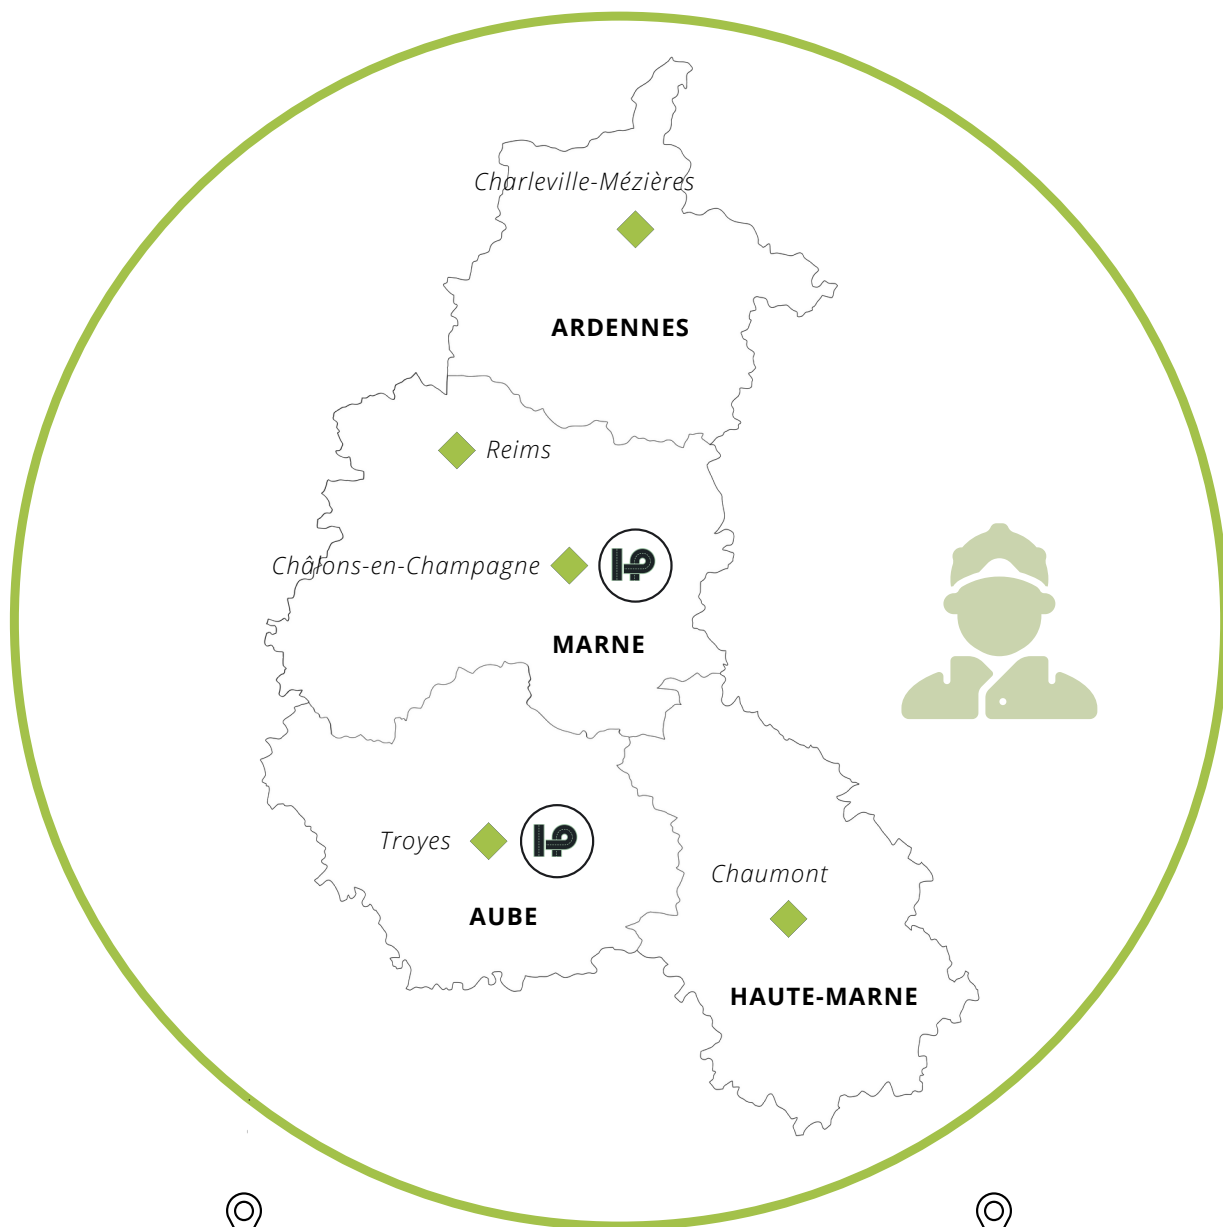 Charleville-Mézières
ARDENNES
Reims
Châlons-en-Champagne
MARNE
Troyes
AUBE
Chaumont
HAUTE-MARNE